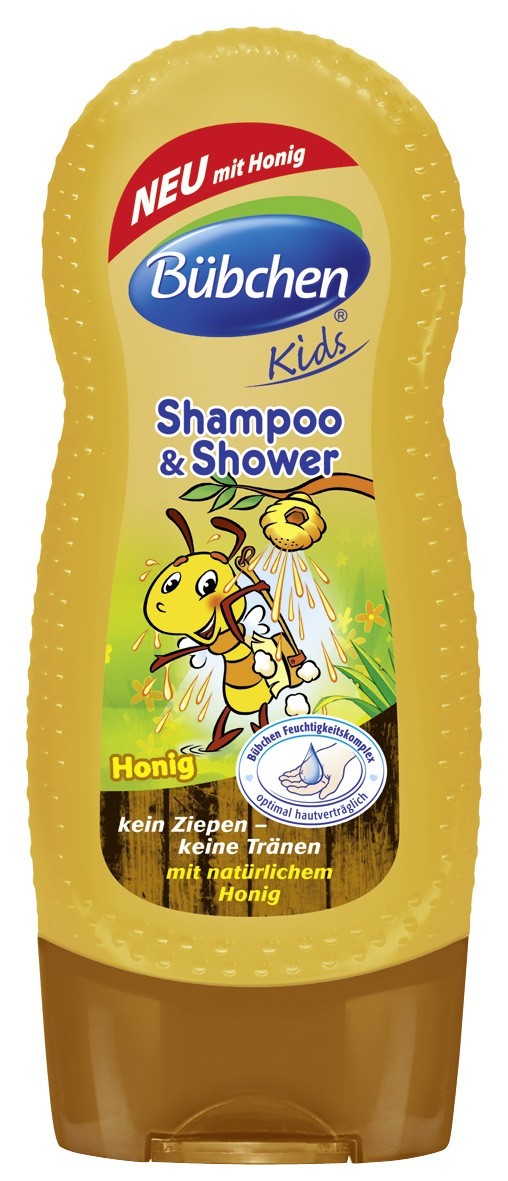 NEU mit Honig
Bübchen
®
Kids
Shampoo
& Shower
Honig
Bübchen Feuchtigkeitskomplex
optimal hautverträglich
kein Ziepen –
keine Tränen
mit natürlichem
Honig